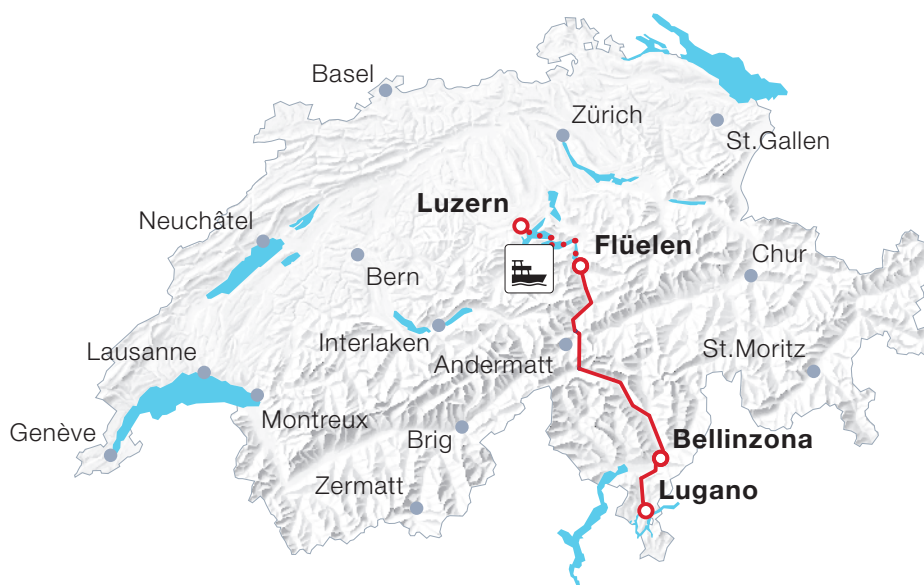 Basel
Zürich
St.Gallen
Luzern
Neuchâtel
Flüelen
Chur
Bern
Interlaken
Andermatt
St.Moritz
Lausanne
Montreux
Genève
Brig
Bellinzona
Zermatt
Lugano